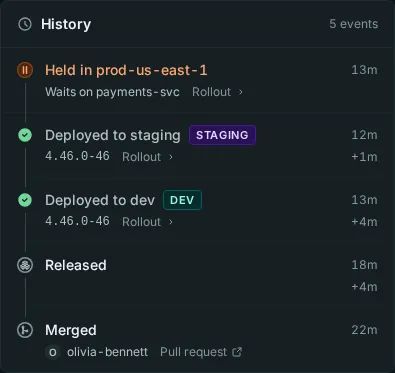 History 5 events
Held in prod-us-east-1 13m
Waits on payments-svc Rollout ›
Deployed to staging STAGING 12m
4.46.0-46 Rollout › +1m
Deployed to dev DEV 13m
4.46.0-46 Rollout › +4m
Released 18m
+4m
Merged 22m
O olivia-bennett Pull request